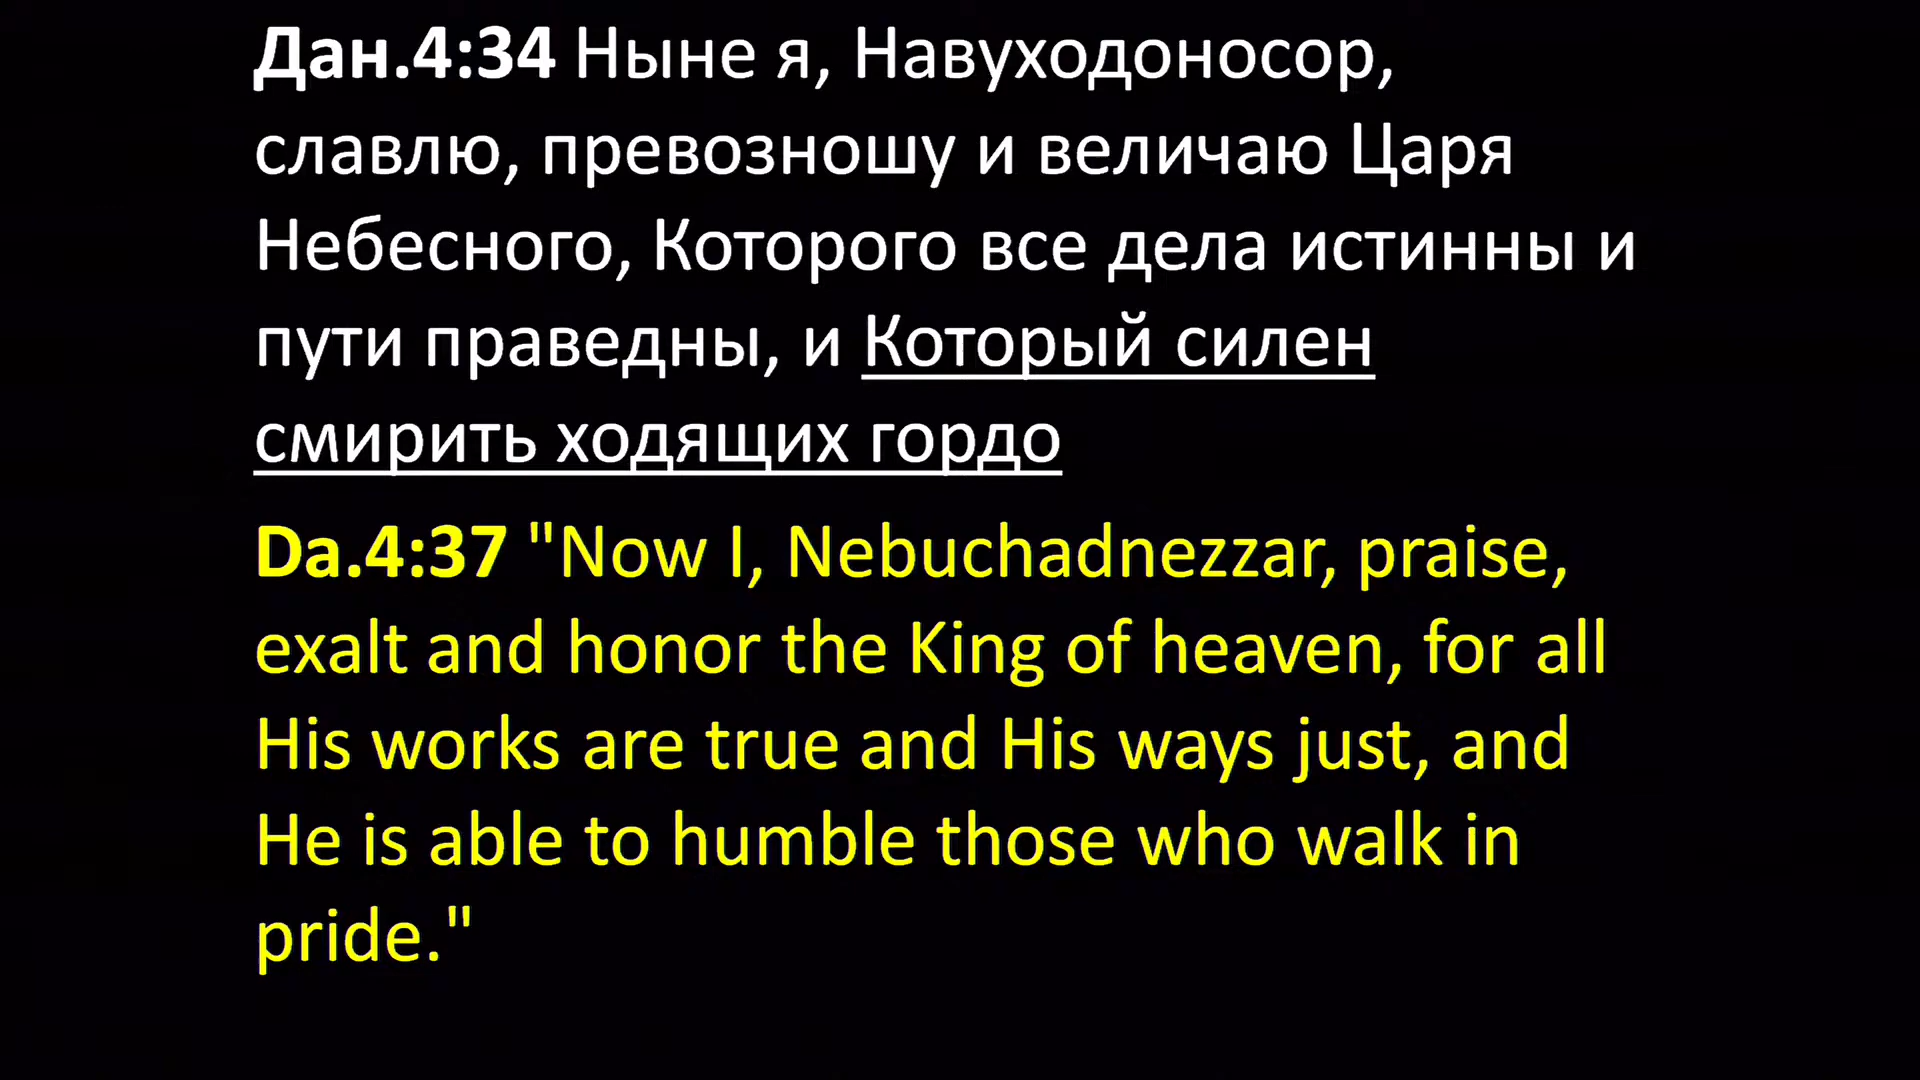 Дан.4:34 Ныне я, Навуходоносор,
славлю, превозношу и величаю Царя
Небесного, Которого все дела истинны и
пути праведны, и Который силен
смирить ходящих гордо
Da.4:37 "Now I, Nebuchadnezzar, praise,
exalt and honor the King of heaven, for all
His works are true and His ways just, and
He is able to humble those who walk in
pride."